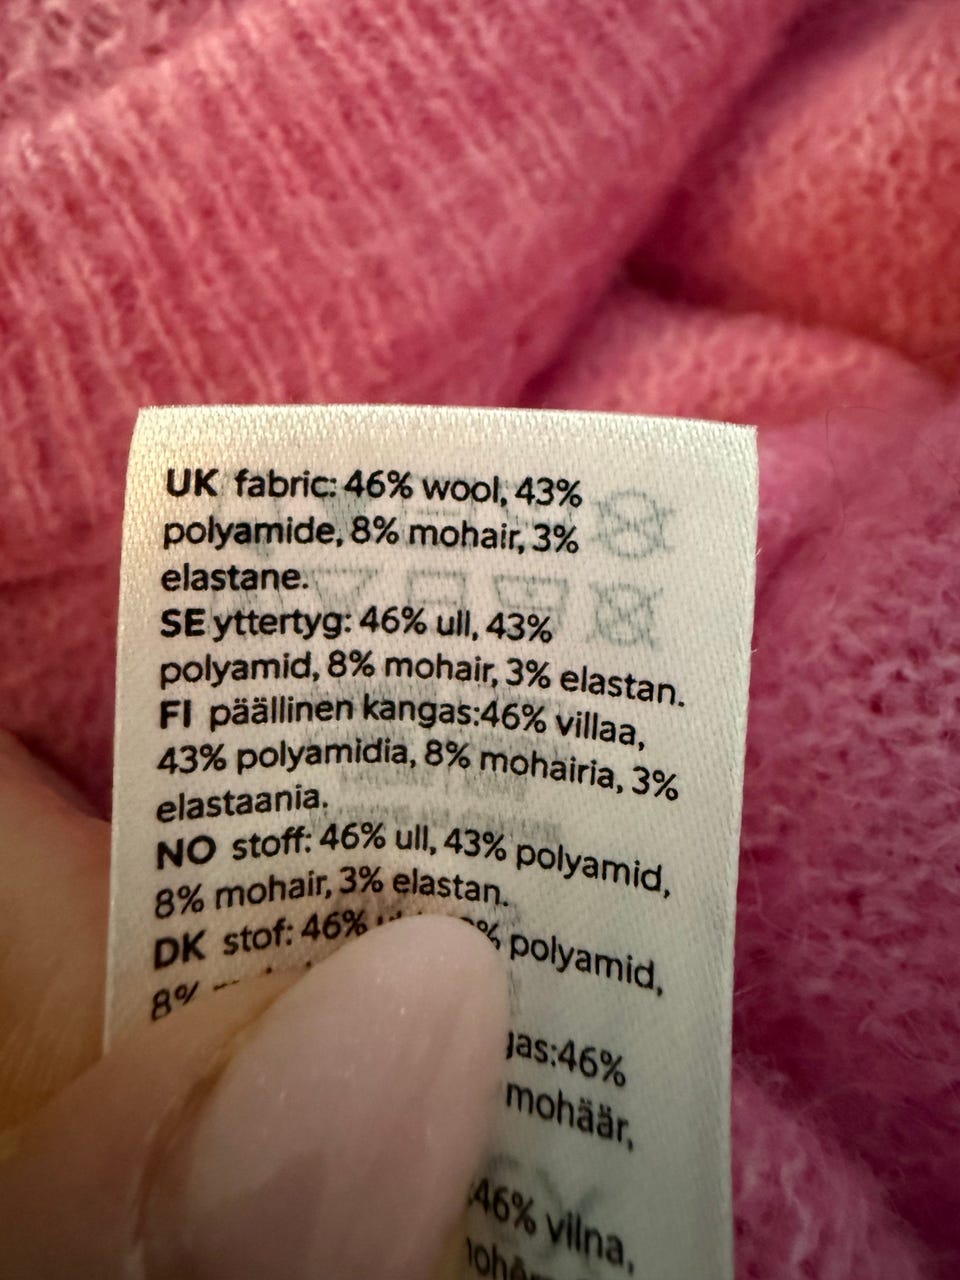 UK fabric: 46% wool, 43%
polyamide, 8% mohair, 3%
elastane.
SE yttertyg: 46% ull, 43%
polyamid, 8% mohair, 3% elastan.
FI päällinen kangas:46% villaa,
43% polyamidia, 8% mohairia, 3%
elastaania.
NO stoff: 46% ull, 43% polyamid,
8% mohair, 3% elastan.
DK stof: 46% polyamid,
8%
46%
mohäär,
46% vilna,